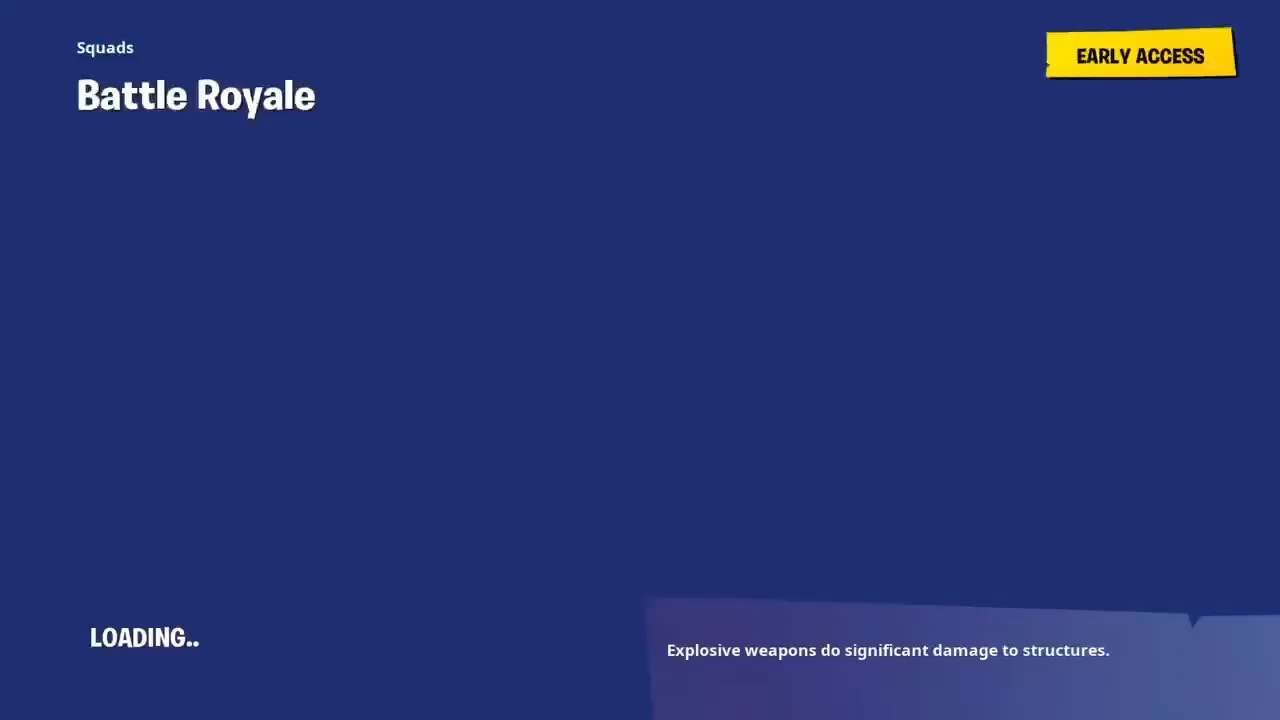 Squads
EARLY ACCESS
Battle Royale
LOADING..
Explosive weapons do significant damage to structures.